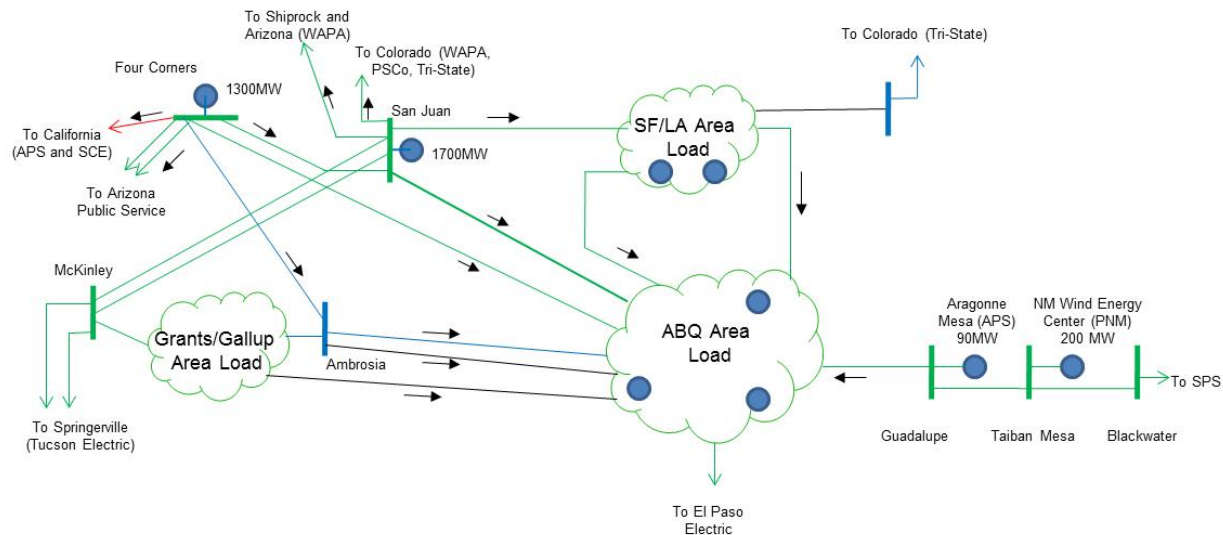 To Shiprock and
Arizona (WAPA)
To Colorado (WAPA,
PSCo, Tri-State)
To Colorado (Tri-State)
Four Corners
1300MW
San Juan
To California
(APS and SCE)
SF/LA Area
Load
1700MW
To Arizona
Public Service
McKinley
Aragonne
Mesa (APS)
90MW
NM Wind Energy
Center (PNM)
200 MW
Grants/Gallup
Area Load
Ambrosia
ABQ Area
Load
To SPS
To Springerville
(Tucson Electric)
Guadalupe
Taiban Mesa
Blackwater
To El Paso
Electric